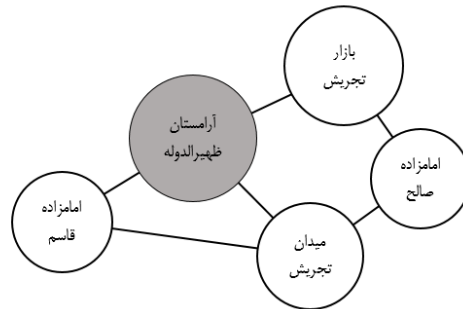 بازار
تجریش
آرامستان
ظهیرالدوله
امامزاده
صالح
امامزاده
قاسم
میدان
تجریش